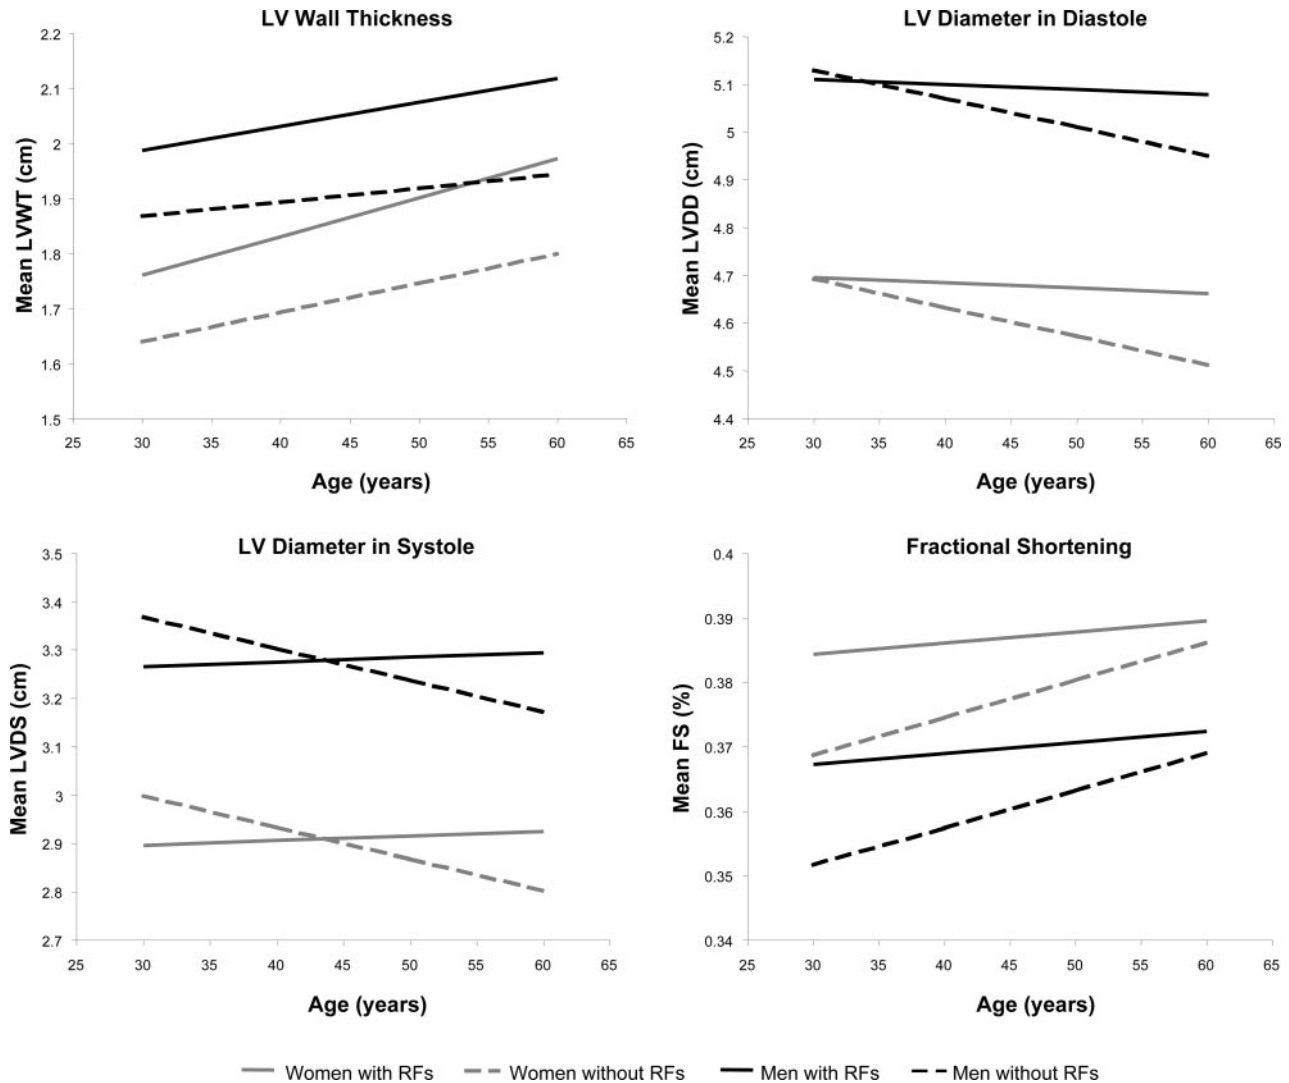 LV Wall Thickness
2.2
2.1
2
1.9
1.8
1.7
1.6
1.5
Mean LVWT (cm)
25 30 35 40 45 50 55 60 65
Age (years)
LV Diameter in Diastole
5.2
5.1
5
4.9
4.8
4.7
4.6
4.5
4.4
Mean LVDD (cm)
25 30 35 40 45 50 55 60 65
Age (years)
LV Diameter in Systole
3.5
3.4
3.3
3.2
3.1
3
2.9
2.8
2.7
Mean LVDS (cm)
25 30 35 40 45 50 55 60 65
Age (years)
Fractional Shortening
0.4
0.39
0.38
0.37
0.36
0.35
0.34
Mean FS (%)
25 30 35 40 45 50 55 60 65
Age (years)
Women with RFs Women without RFs Men with RFs Men without RFs